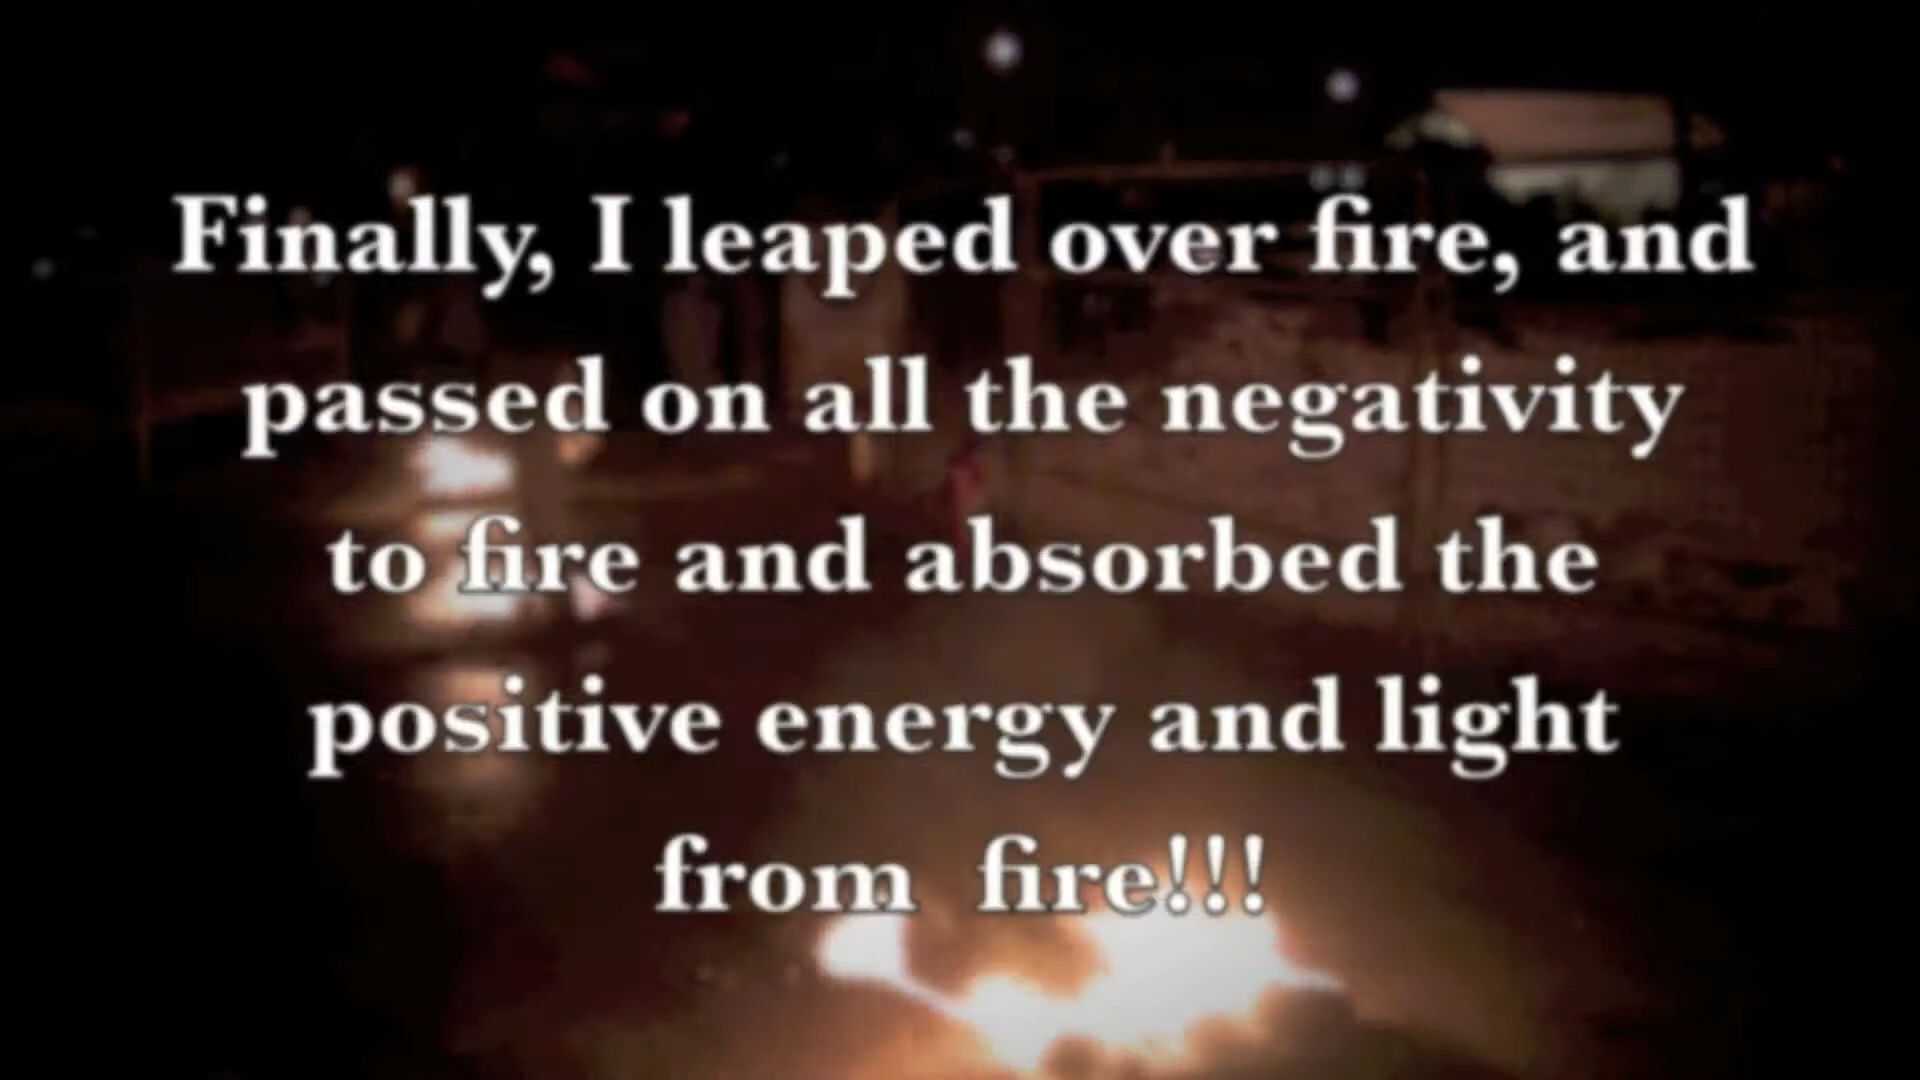 Finally, I leaped over fire, and
passed on all the negativity
to fire and absorbed the
positive energy and light
from  fire!!!